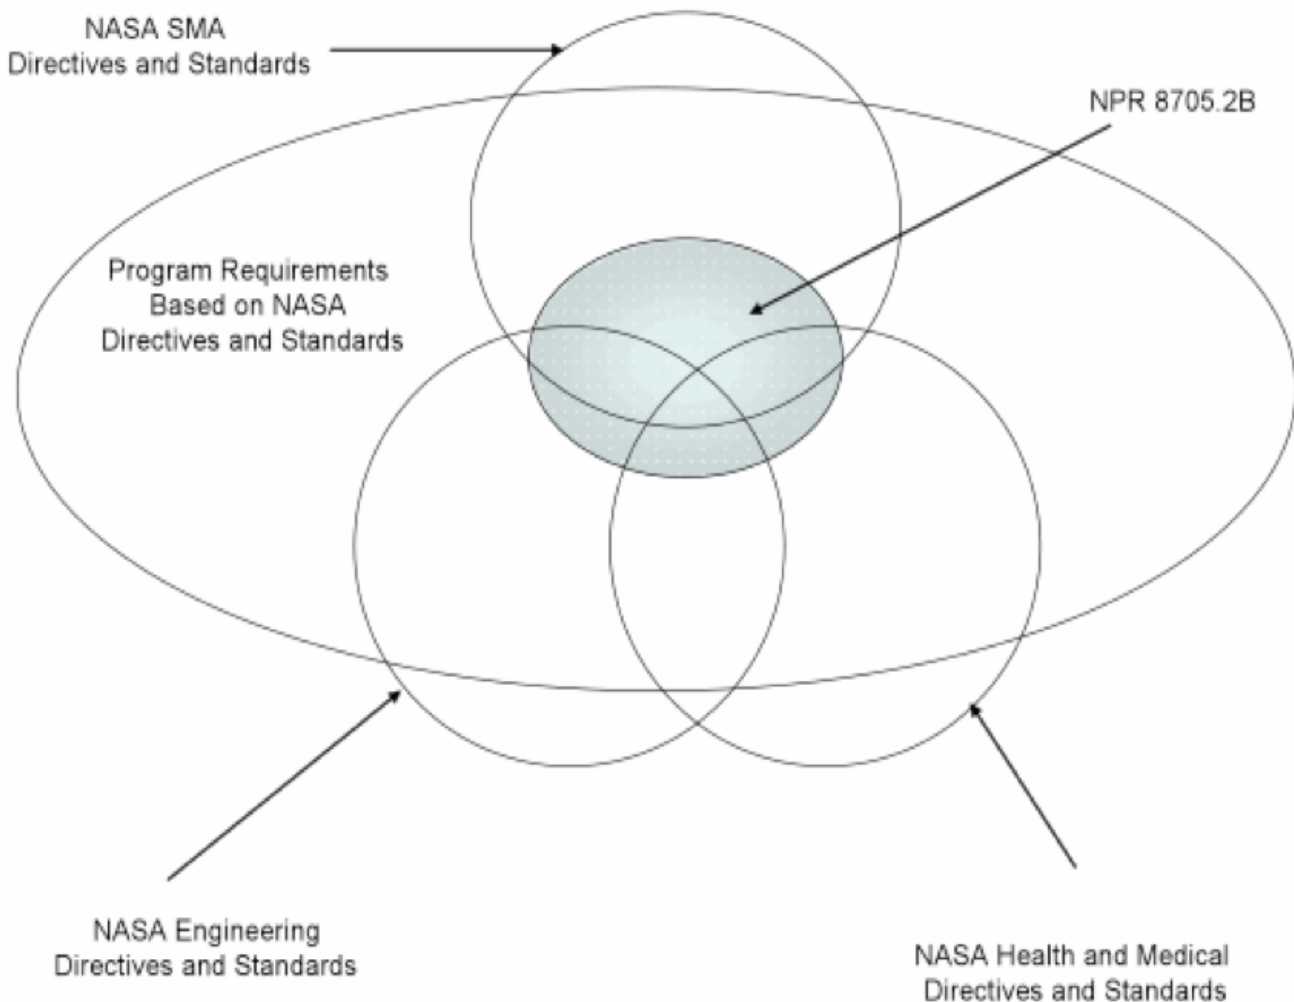 NASA SMA
Directives and Standards
NPR 8705.2B
Program Requirements
Based on NASA
Directives and Standards
NASA Engineering
Directives and Standards
NASA Health and Medical
Directives and Standards